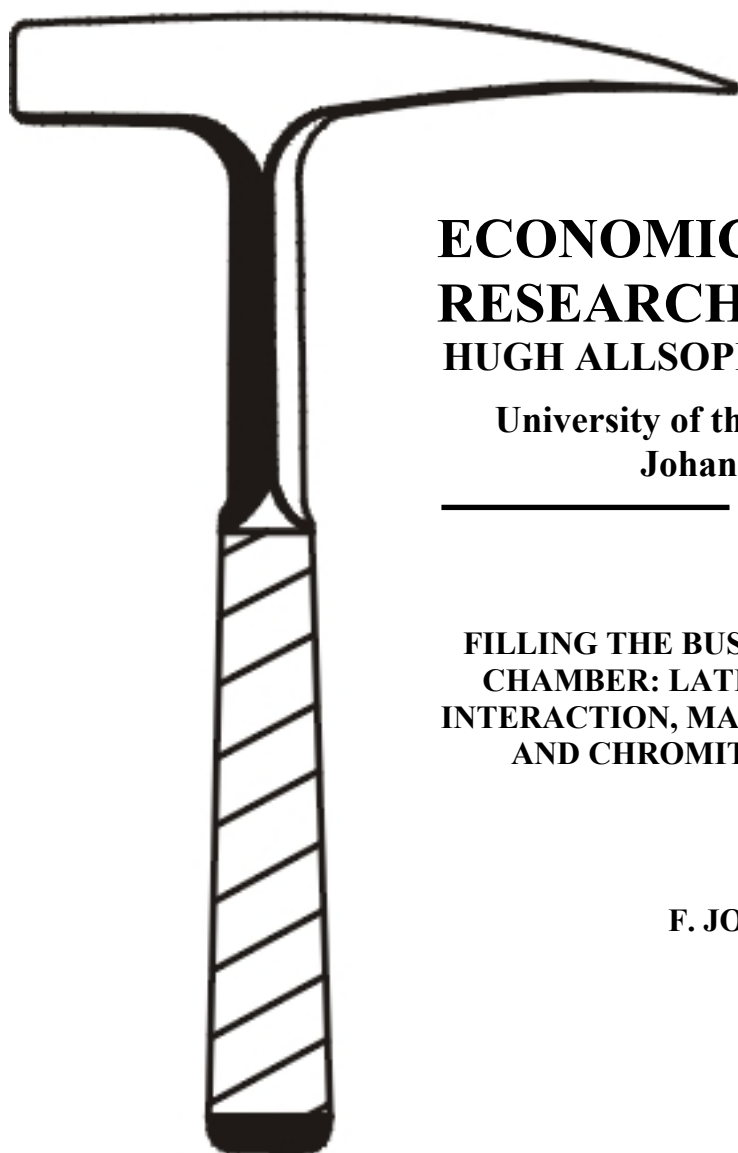 ECONOMIC
RESEARCH
HUGH ALLSOP
University of th
Johan
FILLING THE BUS
CHAMBER: LAT
INTERACTION, MA
AND CHROMIT
F. JO